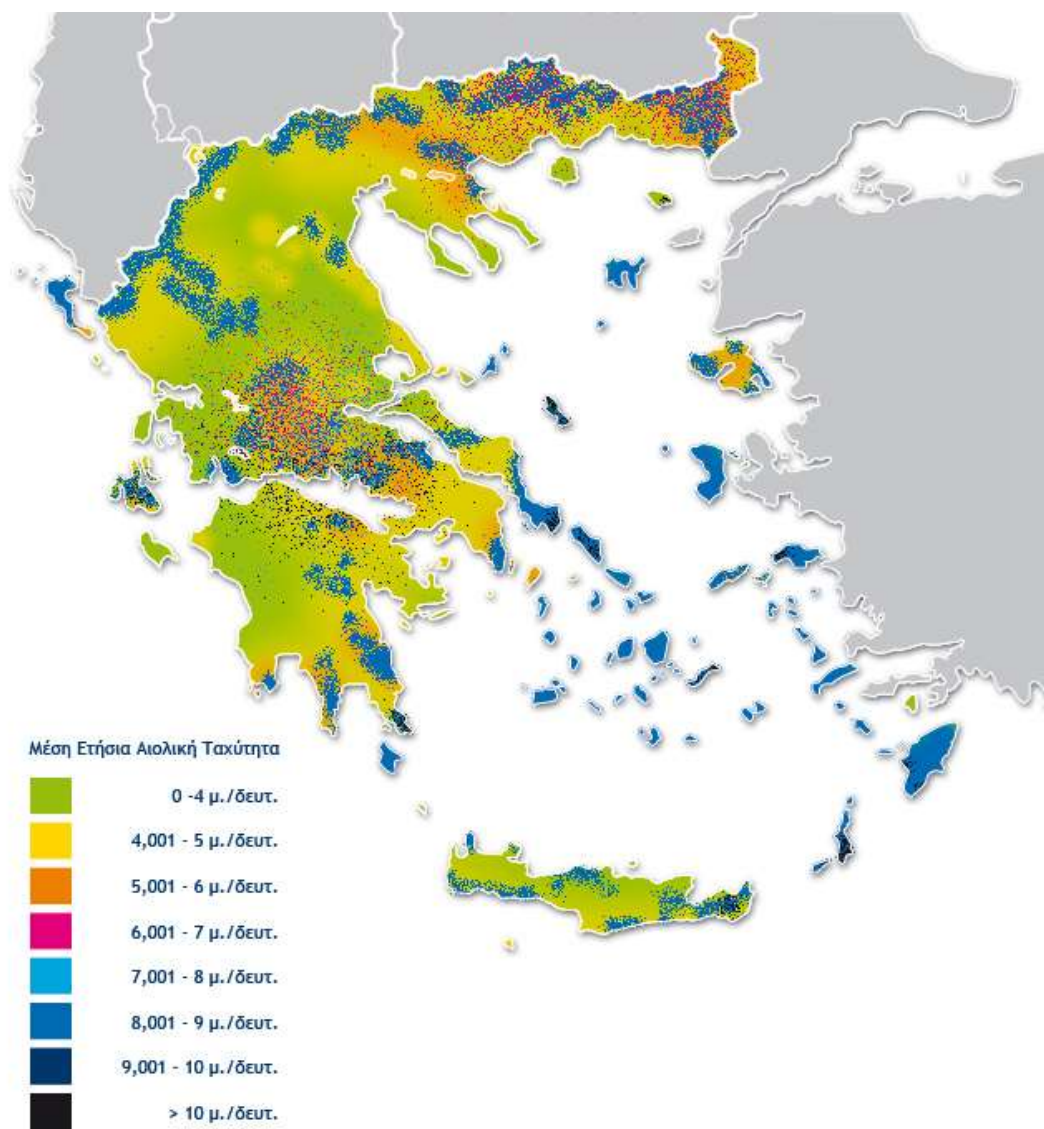 Μέση Ετήσια Αιολική Ταχύτητα
0 -4 μ./δευτ.
4,001 - 5 μ./δευτ.
5,001 - 6 μ./δευτ.
6,001 - 7 μ./δευτ.
7,001 - 8 μ./δευτ.
8,001 - 9 μ./δευτ.
9,001 - 10 μ./δευτ.
> 10 μ./δευτ.